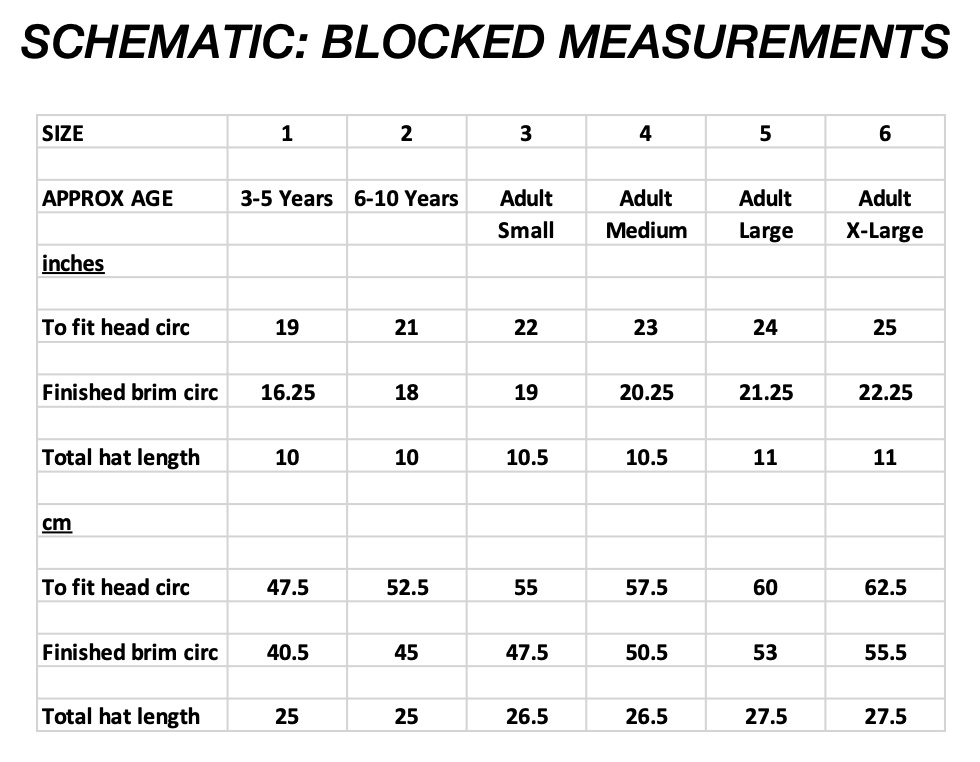 SCHEMATIC: BLOCKED MEASUREMENTS
SIZE 1 2 3 4 5 6
APPROX AGE 3-5 Years 6-10 Years Adult Adult Adult Adult
Small Medium Large X-Large
inches
To fit head circ 19 21 22 23 24 25
Finished brim circ 16.25 18 19 20.25 21.25 22.25
Total hat length 10 10 10.5 10.5 11 11
cm
To fit head circ 47.5 52.5 55 57.5 60 62.5
Finished brim circ 40.5 45 47.5 50.5 53 55.5
Total hat length 25 25 26.5 26.5 27.5 27.5